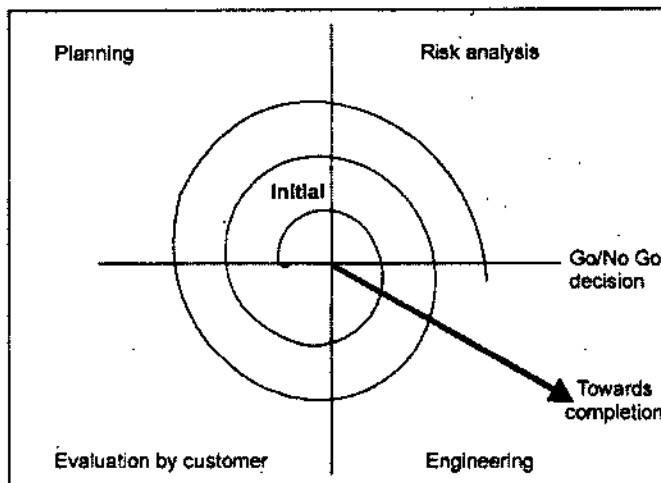 Planning
Risk analysis
Initial
Go/No Go
decision
Towards
completion
Evaluation by customer
Engineering